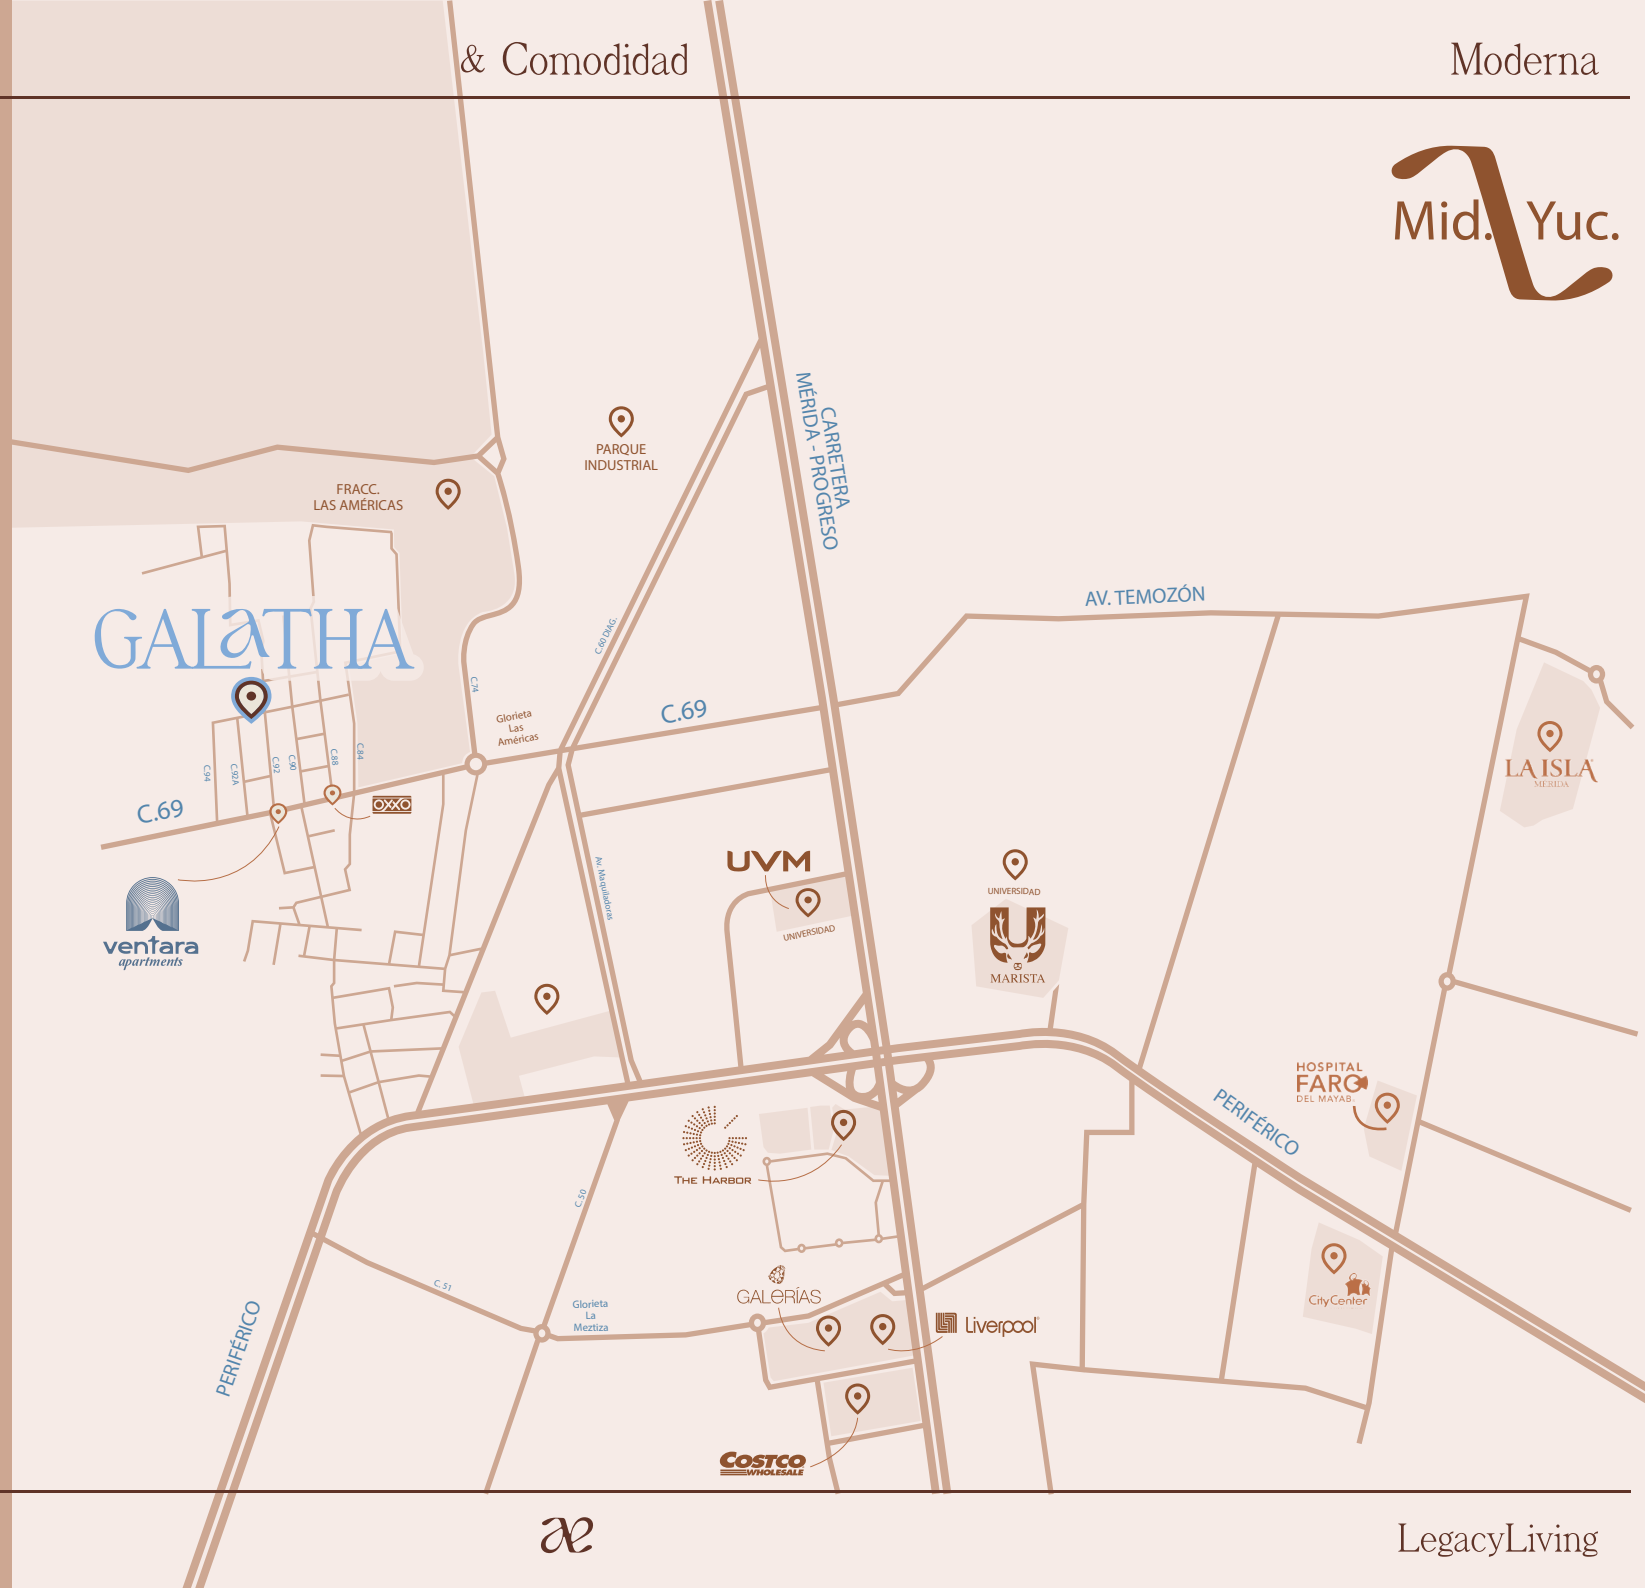 & Comodidad
Moderna
Mid. Yuc.
CARRETERA
MÉRIDA - PROGRESO
PARQUE
INDUSTRIAL
FRACC.
LAS AMÉRICAS
AV. TEMOZÓN
GALaTHA
C.60 DIAG.
C.74
C.69
Glorieta
Las
Américas
C.94
C.92A
C.92
C.90
C.88
C.84
C.69
OXXO
LA ISLA
MERIDA
UVM
UNIVERSIDAD
Av. Maquiladoras
UNIVERSIDAD
MARISTA
ventara
apartments
HOSPITAL
FARO
DEL MAYAB
PERIFÉRICO
THE HARBOR
C.50
C.51
GALERÍAS
Glorieta
La
Meztiza
Liverpool
CityCenter
PERIFÉRICO
COSTCO
WHOLESALE
æ
LegacyLiving